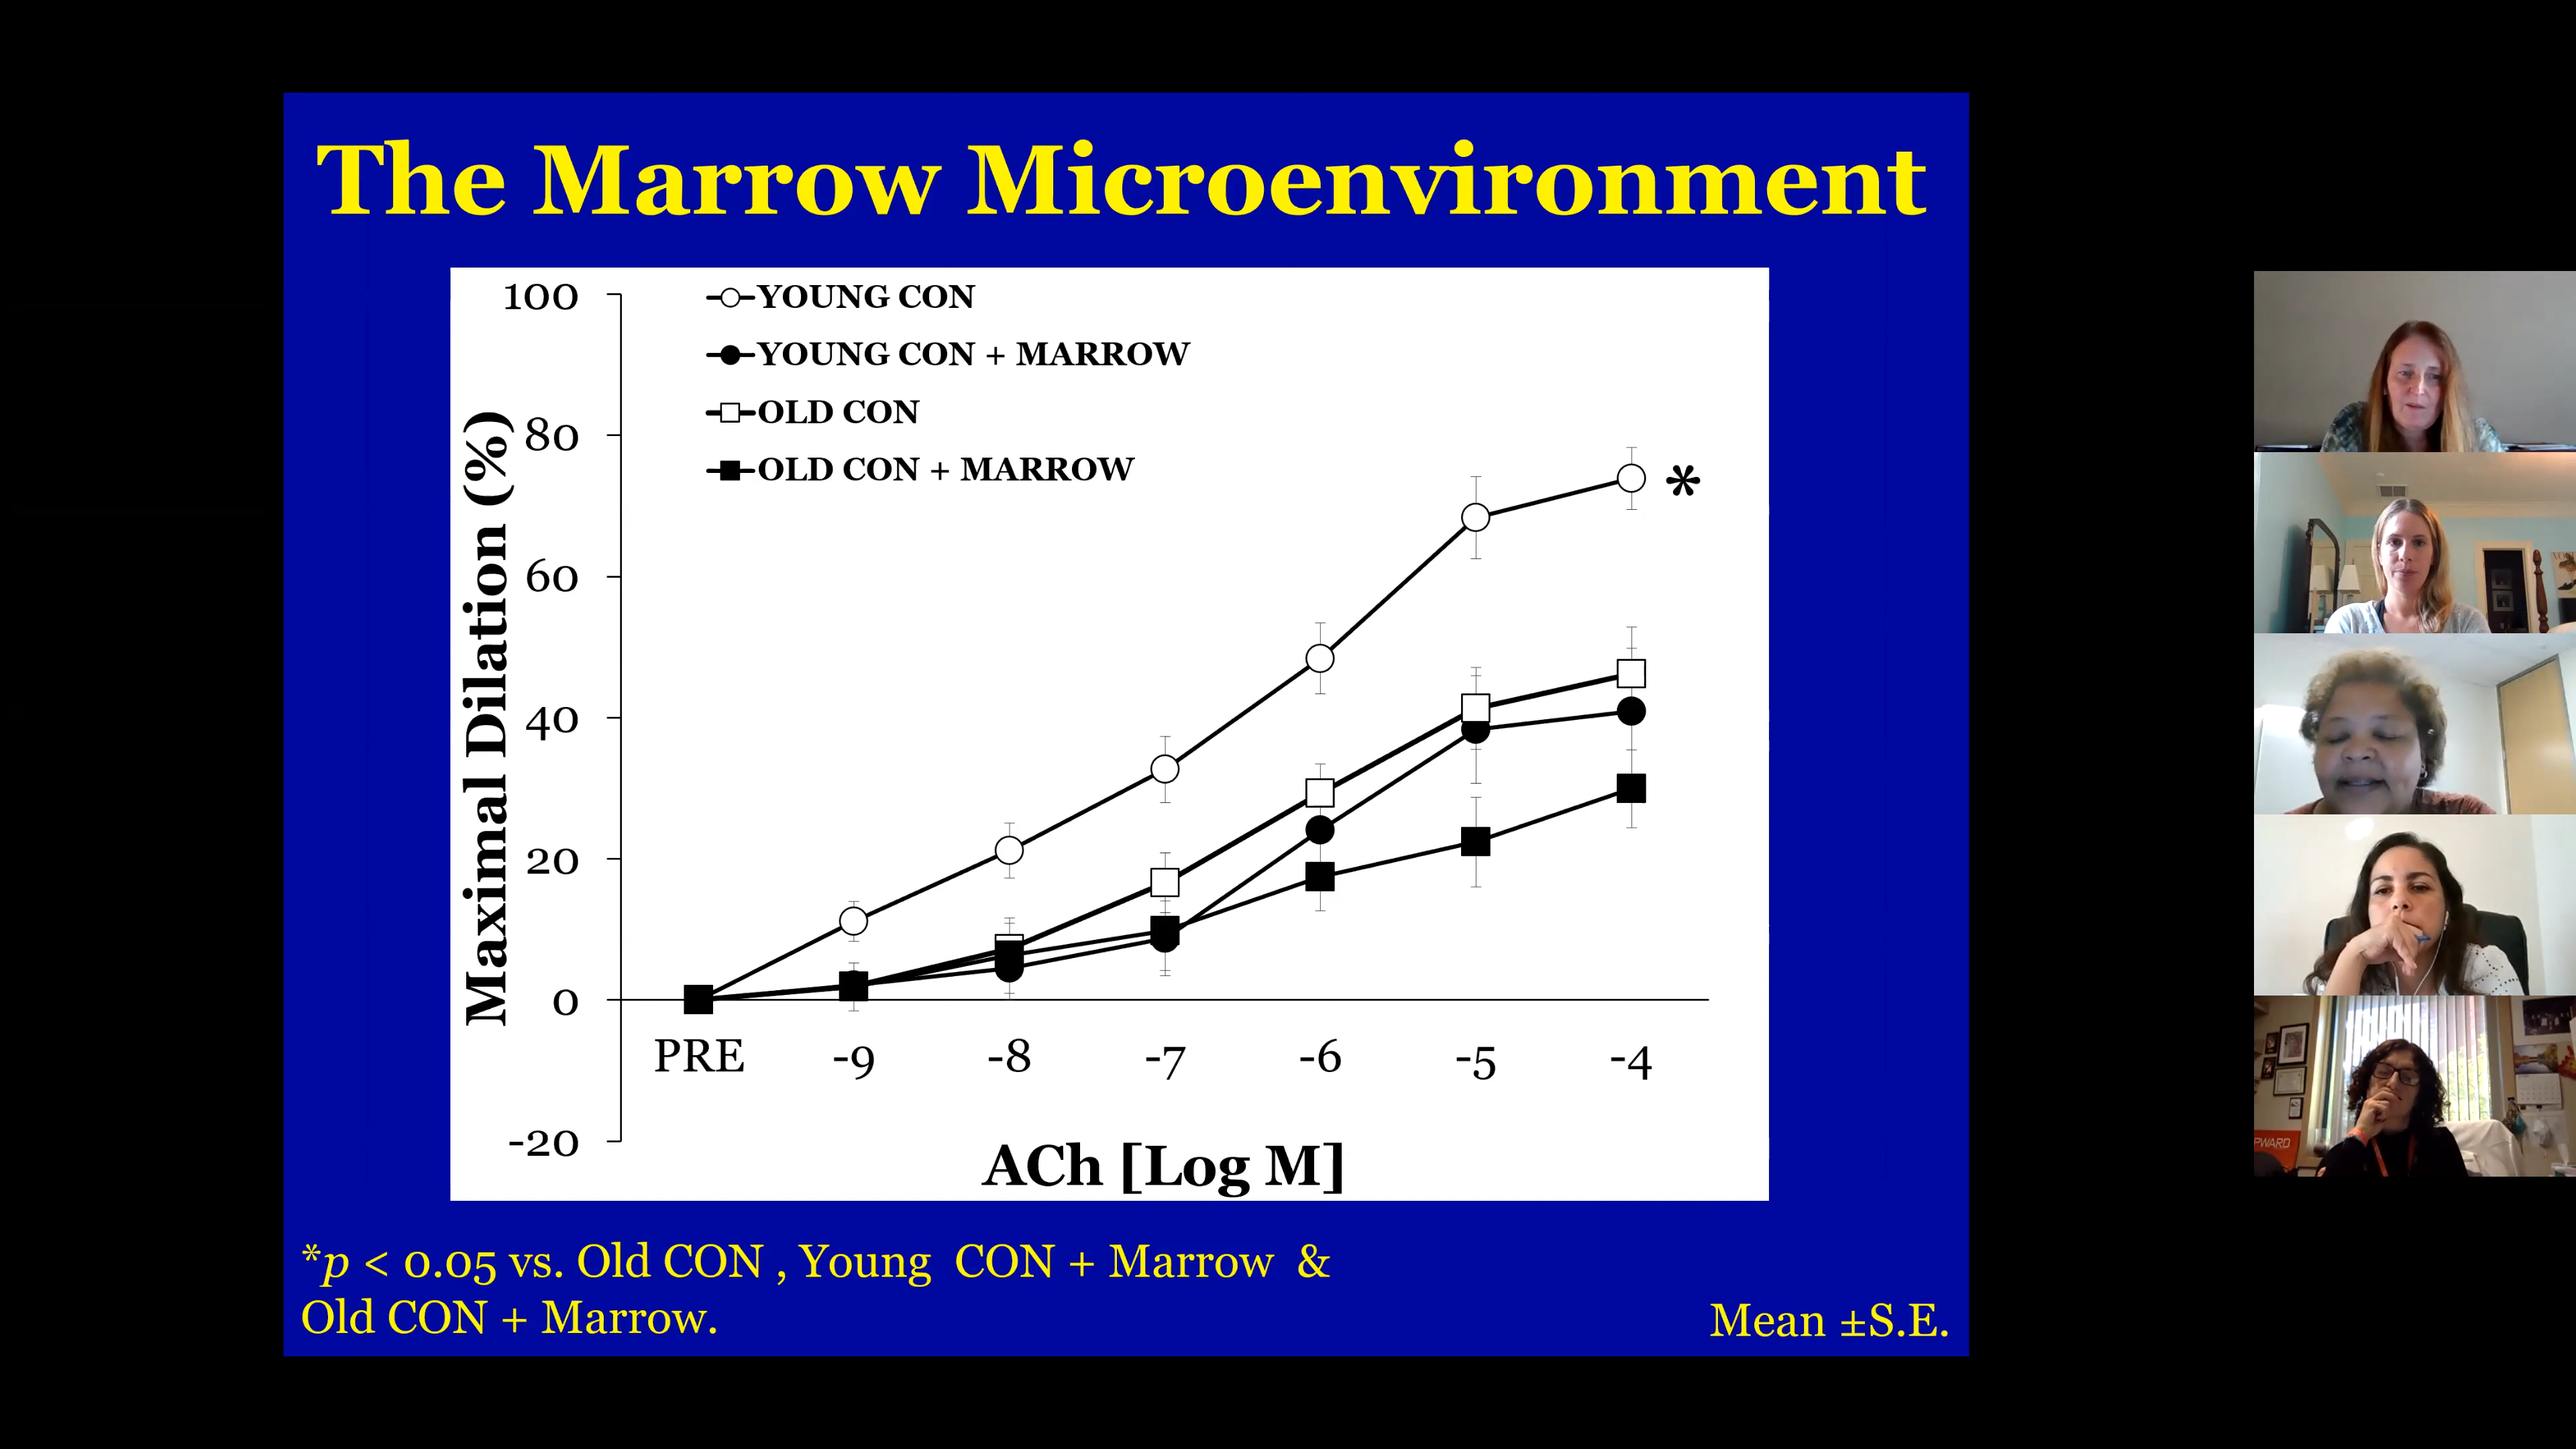 The Marrow Microenvironment
100
80
60
40
20
0
-20
Maximal Dilation (%)
YOUNG CON
YOUNG CON + MARROW
OLD CON
OLD CON + MARROW
*
PRE -9 -8 -7 -6 -5 -4
ACh [Log M]
*p < 0.05 vs. Old CON , Young CON + Marrow &
Old CON + Marrow.
Mean ±S.E.
PWARD